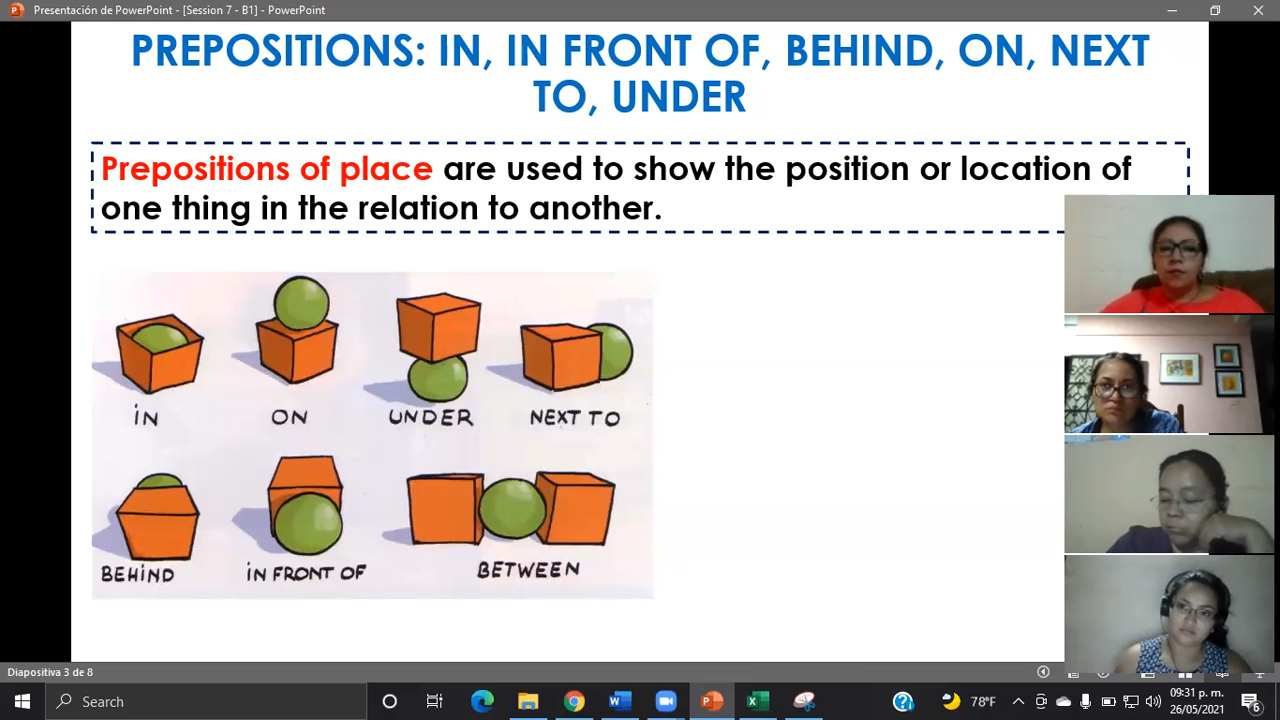 Presentación de PowerPoint - [Session 7 - B1] - PowerPoint
PREPOSITIONS: IN, IN FRONT OF, BEHIND, ON, NEXT
TO, UNDER
Prepositions of place are used to show the position or location of
one thing in the relation to another.
IN ON UNDER NEXT TO
BEHIND IN FRONT OF BETWEEN
Diapositiva 3 de 8
Search
78°F
09:31 p. m.
26/05/2021
6